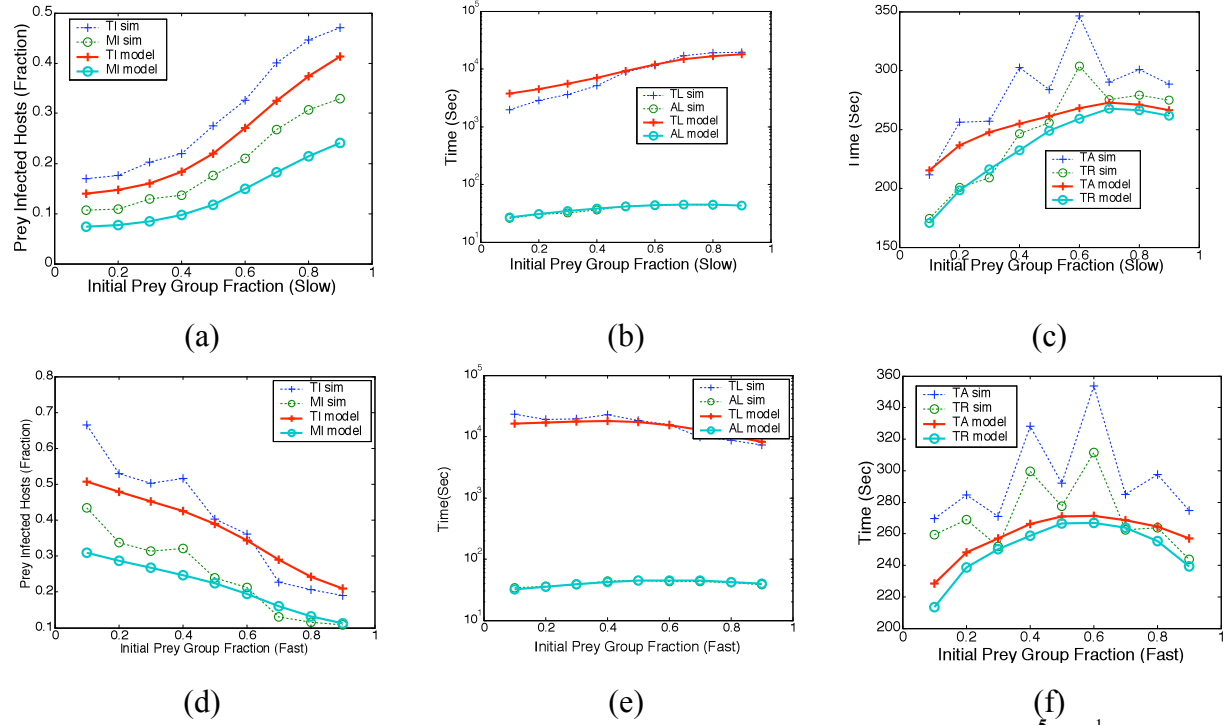 0.5
0.4
0.3
0.2
0.1
0
Prey Infected Hosts (Fraction)
TI sim
MI sim
TI model
MI model
0 0.2 0.4 0.6 0.8 1
Initial Prey Group Fraction (Slow)
(a)
10^5
10^4
10^3
10^2
10^1
Time (Sec)
TL sim
AL sim
TL model
AL model
0 0.2 0.4 0.6 0.8 1
Initial Prey Group Fraction (Slow)
(b)
350
300
250
200
150
Time (Sec)
TA sim
TR sim
TA model
TR model
0 0.2 0.4 0.6 0.8 1
Initial Prey Group Fraction (Slow)
(c)
0.8
0.7
0.6
0.5
0.4
0.3
0.2
0.1
Prey Infected Hosts (Fraction)
TI sim
MI sim
TI model
MI model
0 0.2 0.4 0.6 0.8 1
Initial Prey Group Fraction (Fast)
(d)
10^5
10^4
10^3
10^2
10^1
Time(Sec)
TL sim
AL sim
TL model
AL model
0 0.2 0.4 0.6 0.8 1
Initial Prey Group Fraction (Fast)
(e)
360
340
320
300
280
260
240
220
200
Time (Sec)
TA sim
TR sim
TA model
TR model
0 0.2 0.4 0.6 0.8 1
Initial Prey Group Fraction (Fast)
(f)